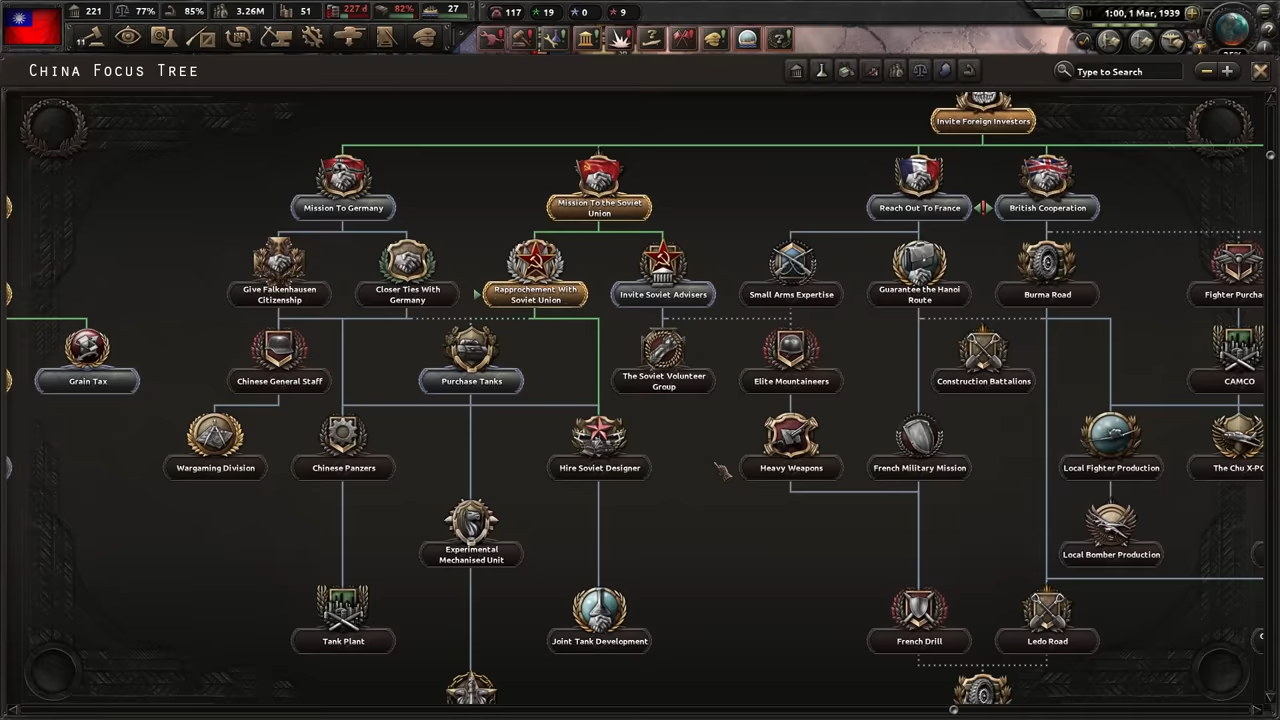 221
77%
85%
3.26M
51
227 d
82%
27
117
19
0
9
1:00, 1 Mar, 1939
11
China Focus Tree
Type to Search
Invite Foreign Investors
Mission To Germany
Mission To the Soviet
Union
Reach Out To France
British Cooperation
Give Falkenhausen
Citizenship
Closer Ties With
Germany
Rapprochement With
Soviet Union
Invite Soviet Advisers
Small Arms Expertise
Guarantee the Hanoi
Route
Burma Road
Fighter Purcha
Grain Tax
Chinese General Staff
Purchase Tanks
The Soviet Volunteer
Group
Elite Mountaineers
Construction Battalions
CAMCO
Wargaming Division
Chinese Panzers
Hire Soviet Designer
Heavy Weapons
French Military Mission
Local Fighter Production
The Chu X-PO
Experimental
Mechanised Unit
Local Bomber Production
Tank Plant
Joint Tank Development
French Drill
Ledo Road